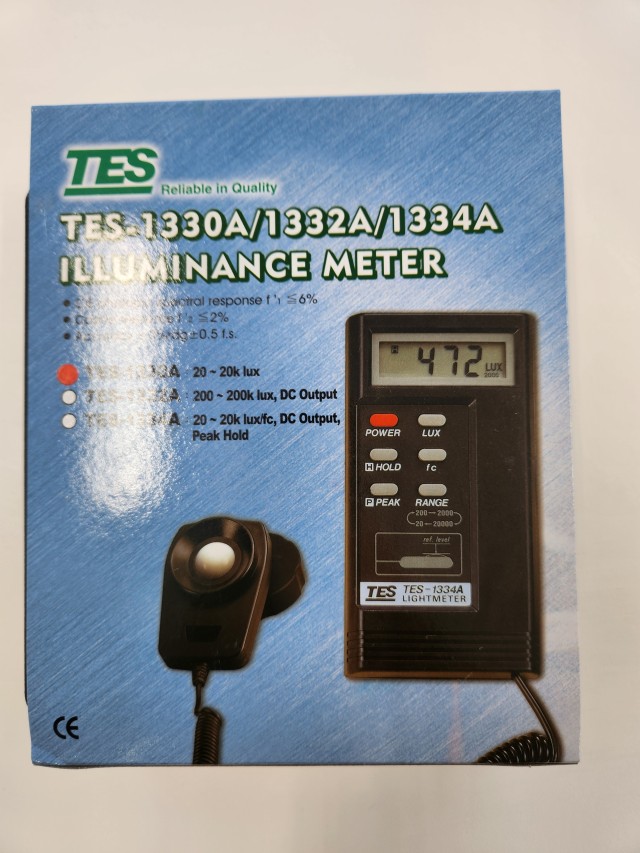 TES
Reliable in Quality
TES-1330A/1332A/1334A
ILLUMINANCE METER
response f'₁ ≦6%
f'₂ ≦2%
±0.5 f.s.
20 ~ 20k lux
200 ~ 200k lux, DC Output
20 ~ 20k lux/fc, DC Output,
Peak Hold
H 472 LUX
2000
POWER LUX
H HOLD fc
P PEAK RANGE
200 — 2000
20 — 20000
ref. level
TES TES-1334A
LIGHTMETER
CE